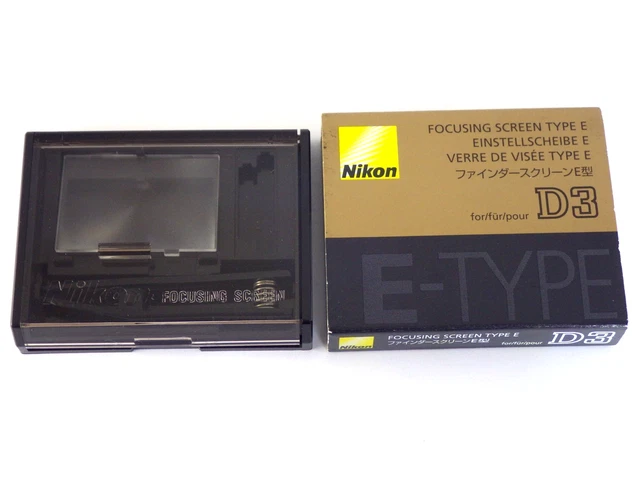 Nikon
FOCUSING SCREEN
Nikon
FOCUSING SCREEN TYPE E
EINSTELLSCHEIBE E
VERRE DE VISÉE TYPE E
ファインダースクリーンE型
for/für/pour D3
E-TYPE
Nikon
FOCUSING SCREEN TYPE E
ファインダースクリーンE型
for/für/pour D3